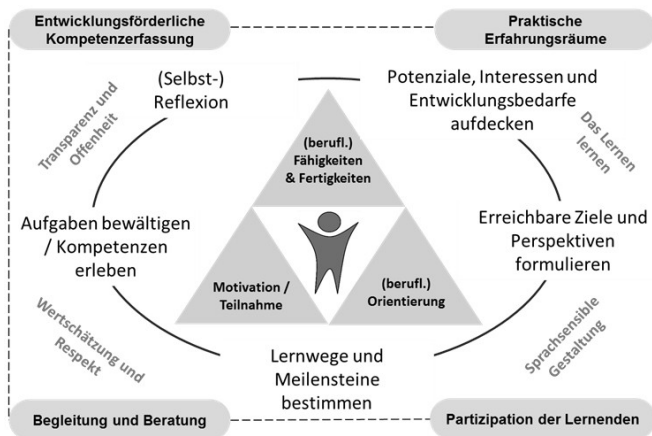 Entwicklungsförderliche
Kompetenzerfassung
Praktische
Erfahrungsräume
(Selbst-)
Reflexion
Potenziale, Interessen und
Entwicklungsbedarfe
aufdecken
Transparenz und
Offenheit
Das Lernen
lernen
(berufl.)
Fähigkeiten
& Fertigkeiten
Aufgaben bewältigen
/ Kompetenzen
erleben
Erreichbare Ziele und
Perspektiven
formulieren
Motivation /
Teilnahme
(berufl.)
Orientierung
Wertschätzung und
Respekt
Sprachsensible
Gestaltung
Lernwege und
Meilensteine
bestimmen
Begleitung und Beratung
Partizipation der Lernenden